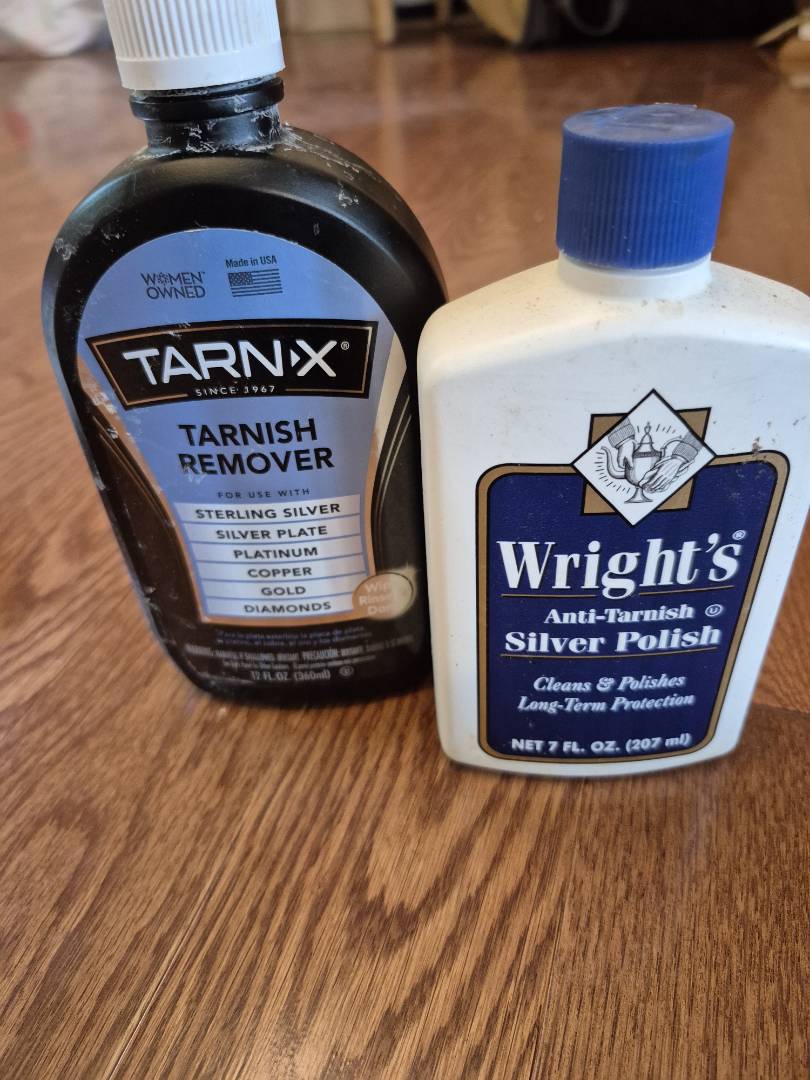 WOMEN
OWNED
Made in USA
TARN-X®
SINCE 1967
TARNISH
REMOVER
FOR USE WITH
STERLING SILVER
SILVER PLATE
PLATINUM
COPPER
GOLD
DIAMONDS
12 FL. OZ. (360ml)
Wright's®
Anti-Tarnish
Silver Polish
Cleans & Polishes
Long-Term Protection
NET 7 FL. OZ. (207 ml)